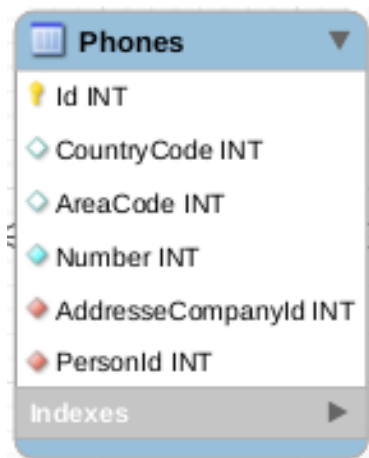 Phones
Id INT
CountryCode INT
AreaCode INT
Number INT
AddresseCompanyId INT
PersonId INT
Indexes